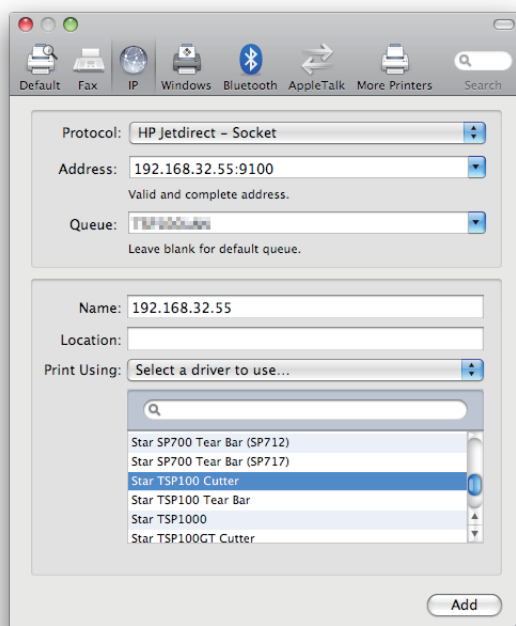 Default Fax IP Windows Bluetooth AppleTalk More Printers Search
Protocol: HP Jetdirect – Socket
Address: 192.168.32.55:9100
Valid and complete address.
Queue:
Leave blank for default queue.
Name: 192.168.32.55
Location:
Print Using: Select a driver to use...
Star SP700 Tear Bar (SP712)
Star SP700 Tear Bar (SP717)
Star TSP100 Cutter
Star TSP100 Tear Bar
Star TSP1000
Star TSP100GT Cutter
Add